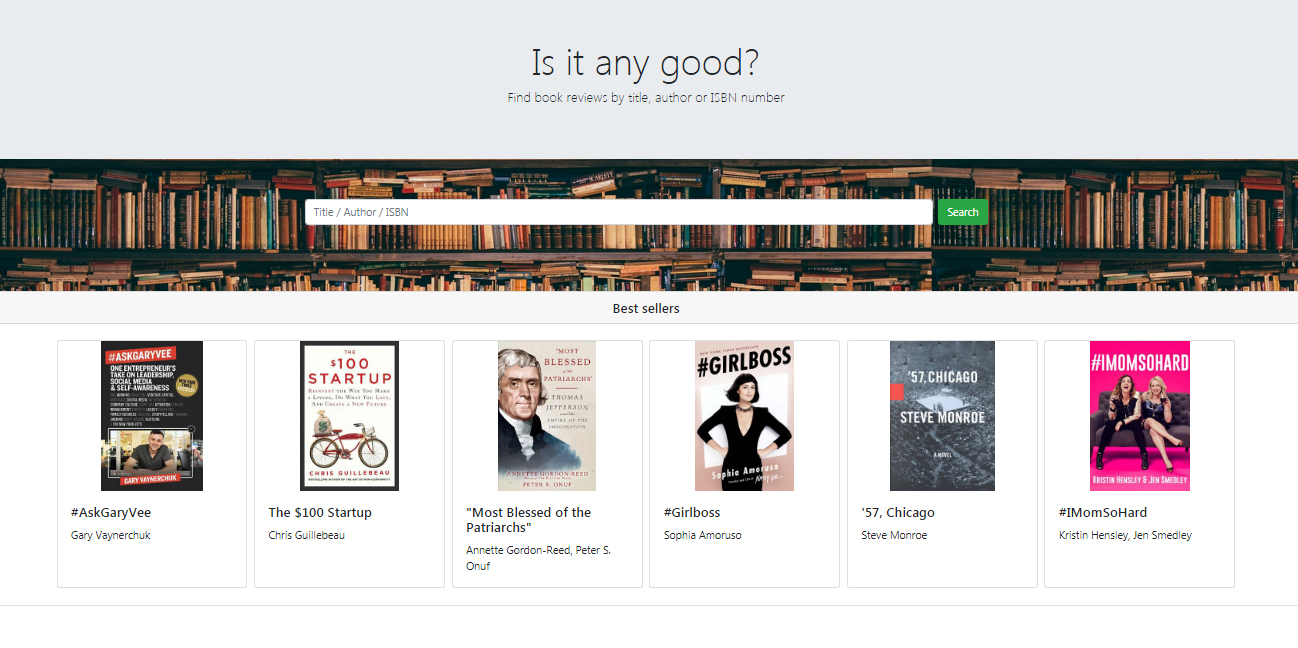 Is it any good?
Find book reviews by title, author or ISBN number
Title / Author / ISBN
Search
Best sellers
#ASKGARYVEE
ONE ENTREPRENEUR'S
TAKE ON LEADERSHIP,
SOCIAL MEDIA
& SELF-AWARENESS
GARY VAYNERCHUK
#AskGaryVee
Gary Vaynerchuk
THE
$100
STARTUP
REINVENT THE WAY YOU MAKE
A LIVING, DO WHAT YOU LOVE,
AND CREATE A NEW FUTURE
CHRIS GUILLEBEAU
The $100 Startup
Chris Guillebeau
"MOST
BLESSED
OF THE
PATRIARCHS"
THOMAS
JEFFERSON
AND THE
EMPIRE OF THE
IMAGINATION
ANNETTE GORDON-REED
PETER S. ONUF
"Most Blessed of the
Patriarchs"
Annette Gordon-Reed, Peter S.
Onuf
NEW YORK TIMES BESTSELLER
#GIRLBOSS
Sophia Amoruso
#Girlboss
Sophia Amoruso
'57, CHICAGO
STEVE MONROE
A NOVEL
'57, Chicago
Steve Monroe
#IMOMSOHARD
KRISTIN HENSLEY & JEN SMEDLEY
#IMomSoHard
Kristin Hensley, Jen Smedley